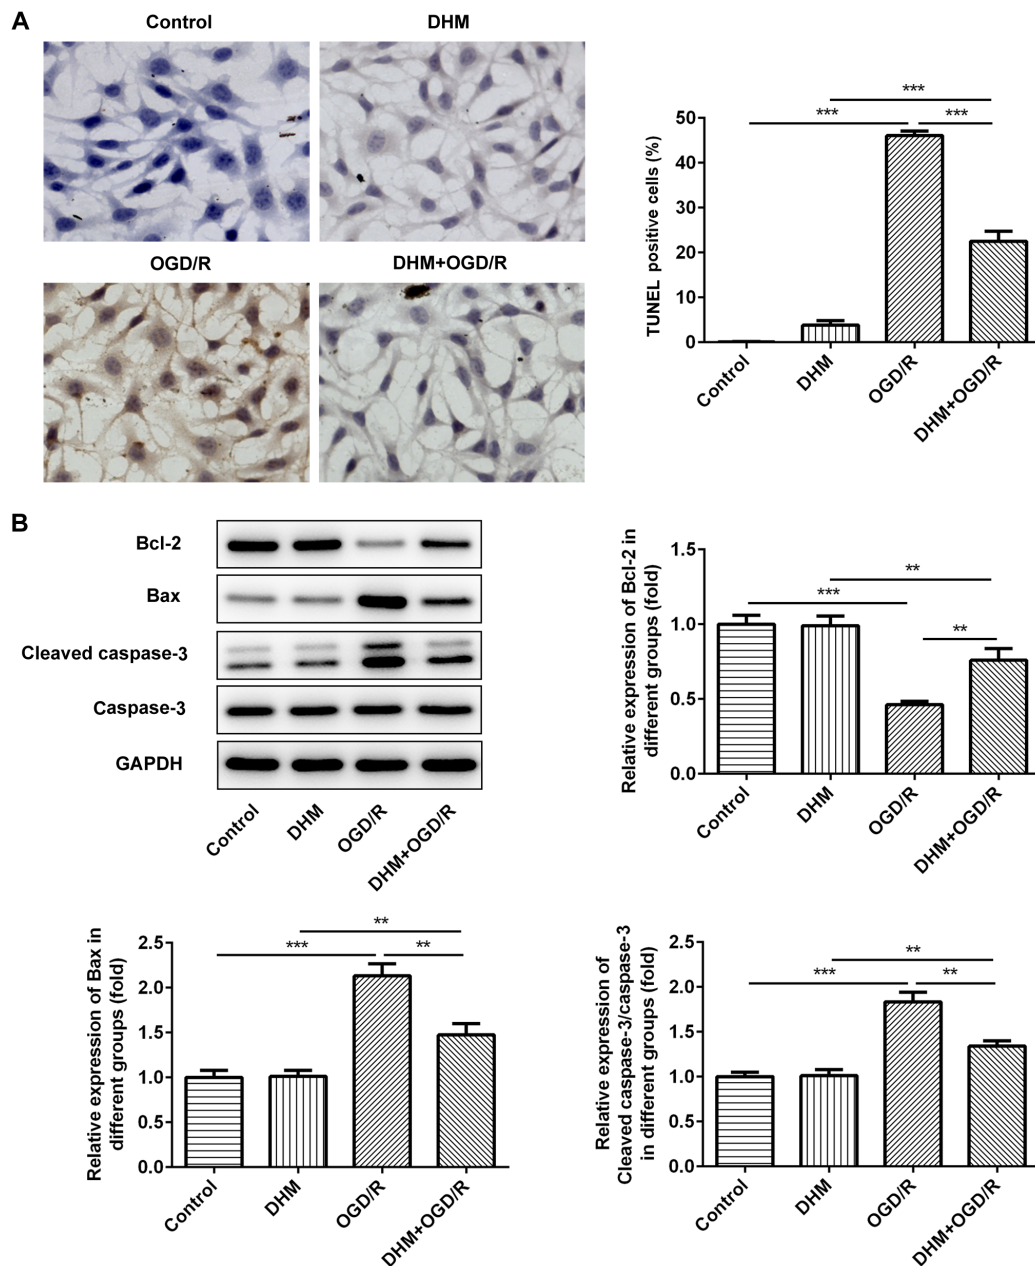 A
Control
DHM
OGD/R
DHM+OGD/R
TUNEL positive cells (%)
50
40
30
20
10
0
***
***
***
Control
DHM
OGD/R
DHM+OGD/R
B
Bcl-2
Bax
Cleaved caspase-3
Caspase-3
GAPDH
Control
DHM
OGD/R
DHM+OGD/R
Relative expression of Bcl-2 in
different groups (fold)
1.5
1.0
0.5
0.0
**
***
**
Control
DHM
OGD/R
DHM+OGD/R
Relative expression of Bax in
different groups (fold)
2.5
2.0
1.5
1.0
0.5
0.0
**
***
**
Control
DHM
OGD/R
DHM+OGD/R
Relative expression of
Cleaved caspase-3/caspase-3
in different groups (fold)
2.5
2.0
1.5
1.0
0.5
0.0
**
***
**
Control
DHM
OGD/R
DHM+OGD/R